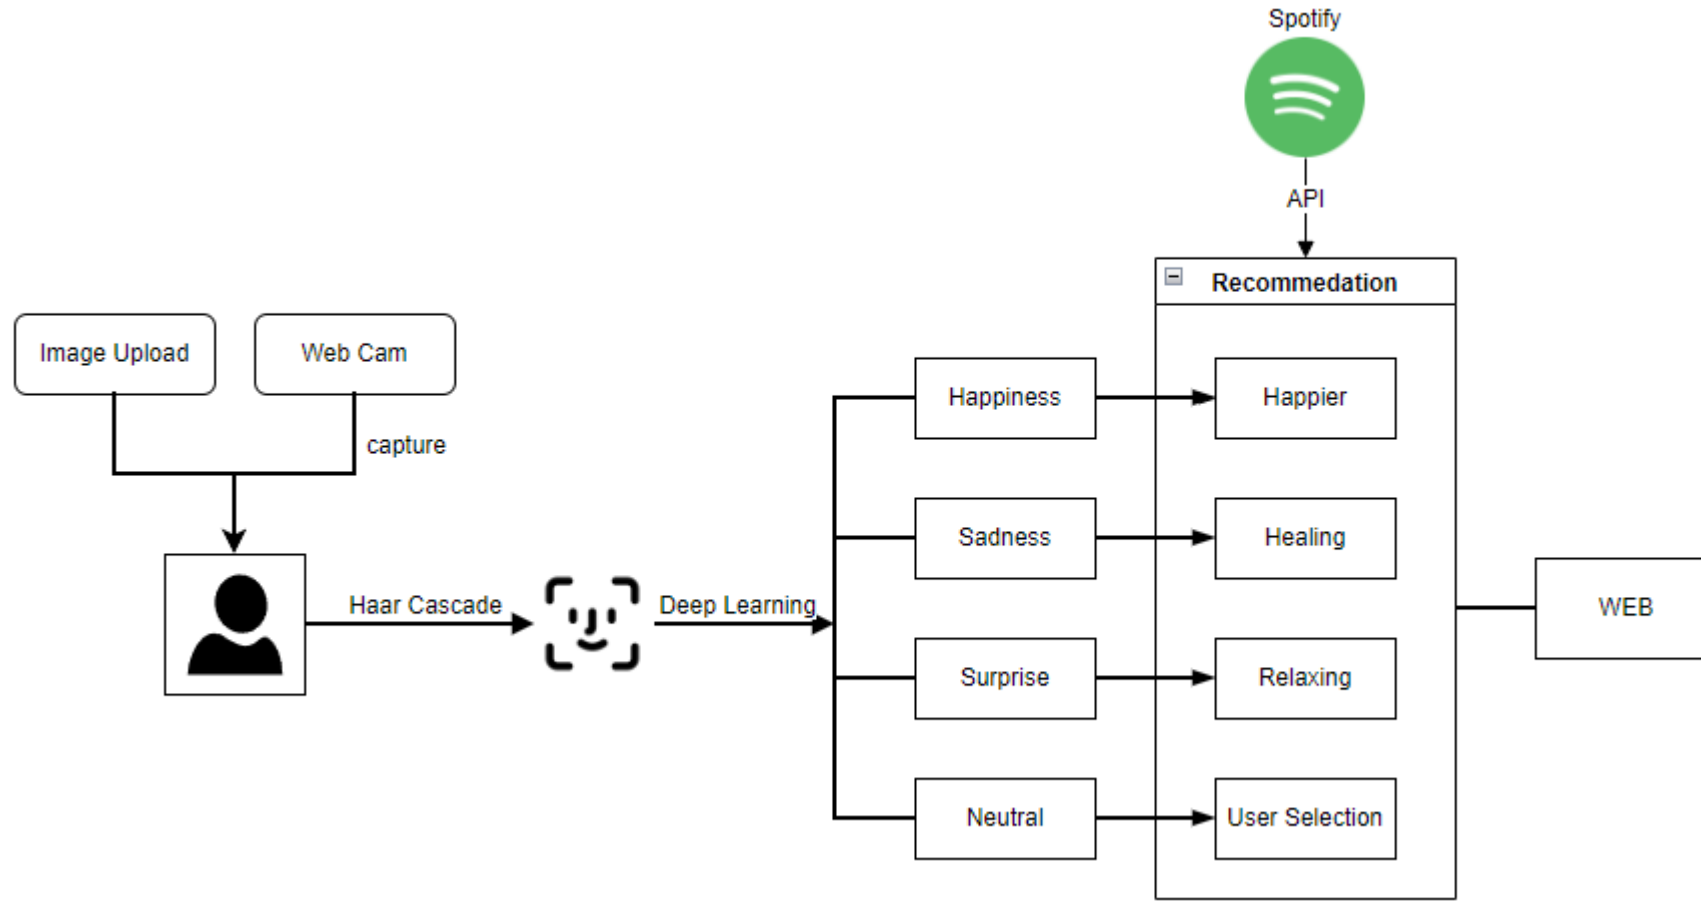 Spotify
API
Recommedation
Image Upload
Web Cam
capture
Haar Cascade
Deep Learning
Happiness
Happier
Sadness
Healing
Surprise
Relaxing
Neutral
User Selection
WEB